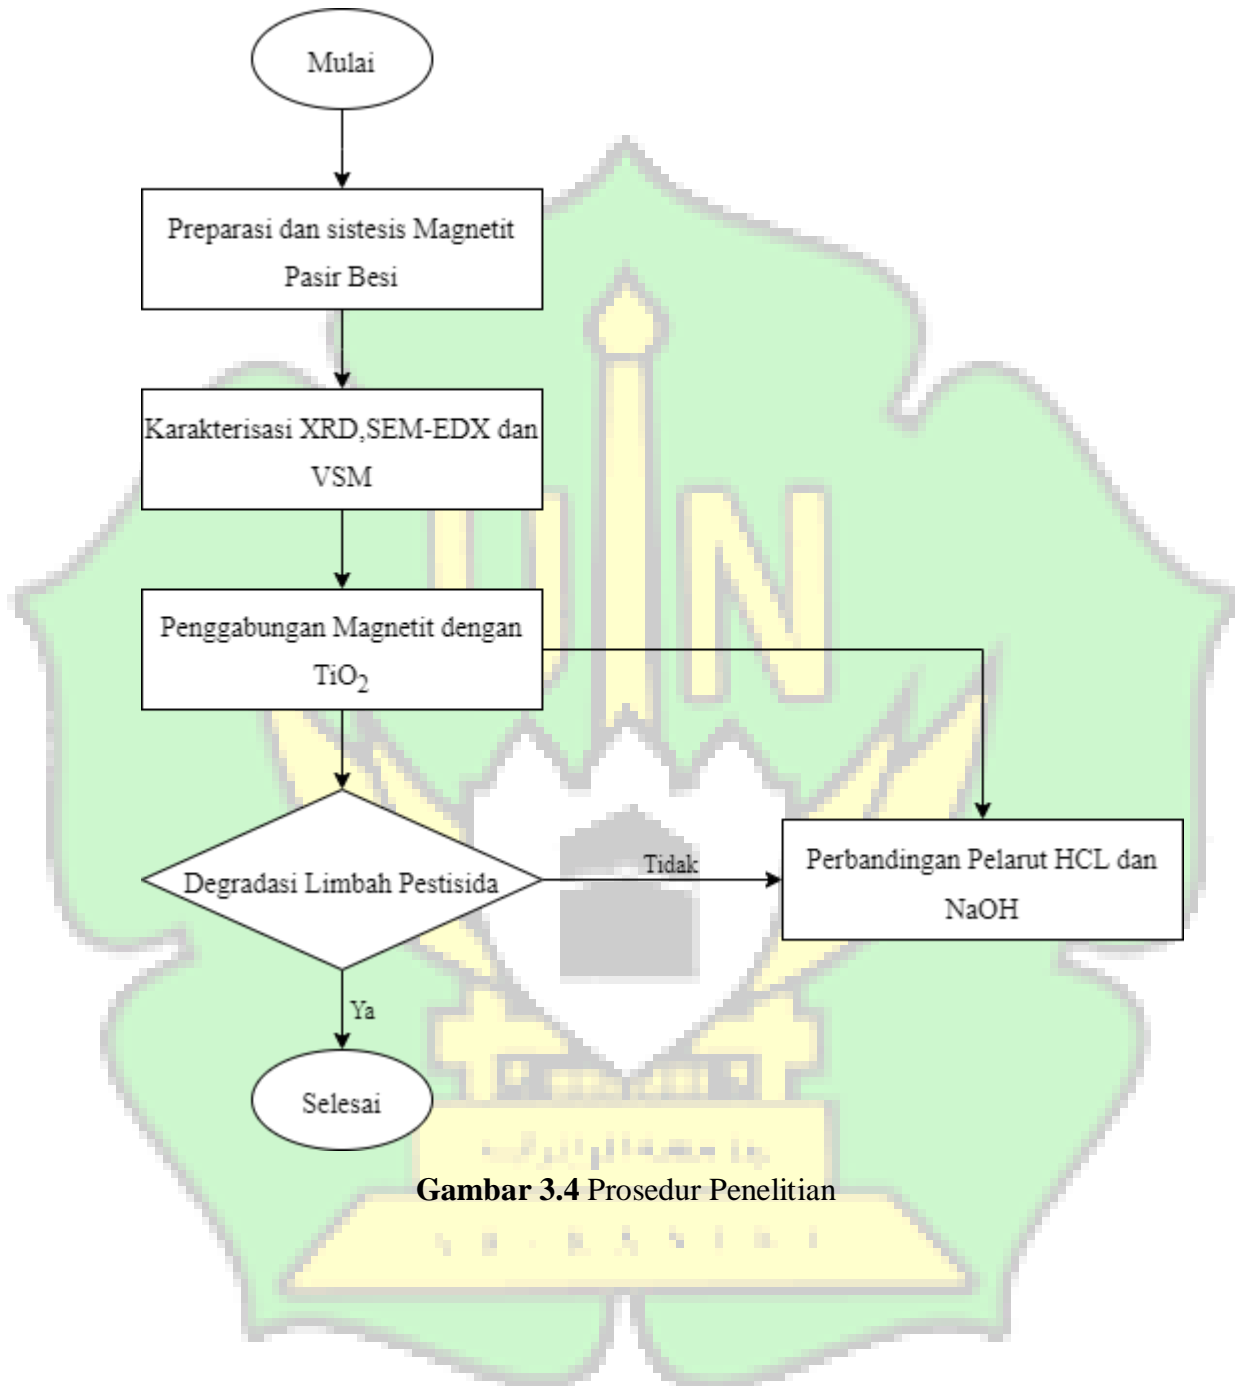 Mulai
Preparasi dan sistesis Magnetit
Pasir Besi
Karakterisasi XRD,SEM-EDX dan
VSM
UIN
Penggabungan Magnetit dengan
TiO₂
Degradasi Limbah Pestisida
Tidak
Perbandingan Pelarut HCL dan
NaOH
Ya
Selesai
Gambar 3.4 Prosedur Penelitian